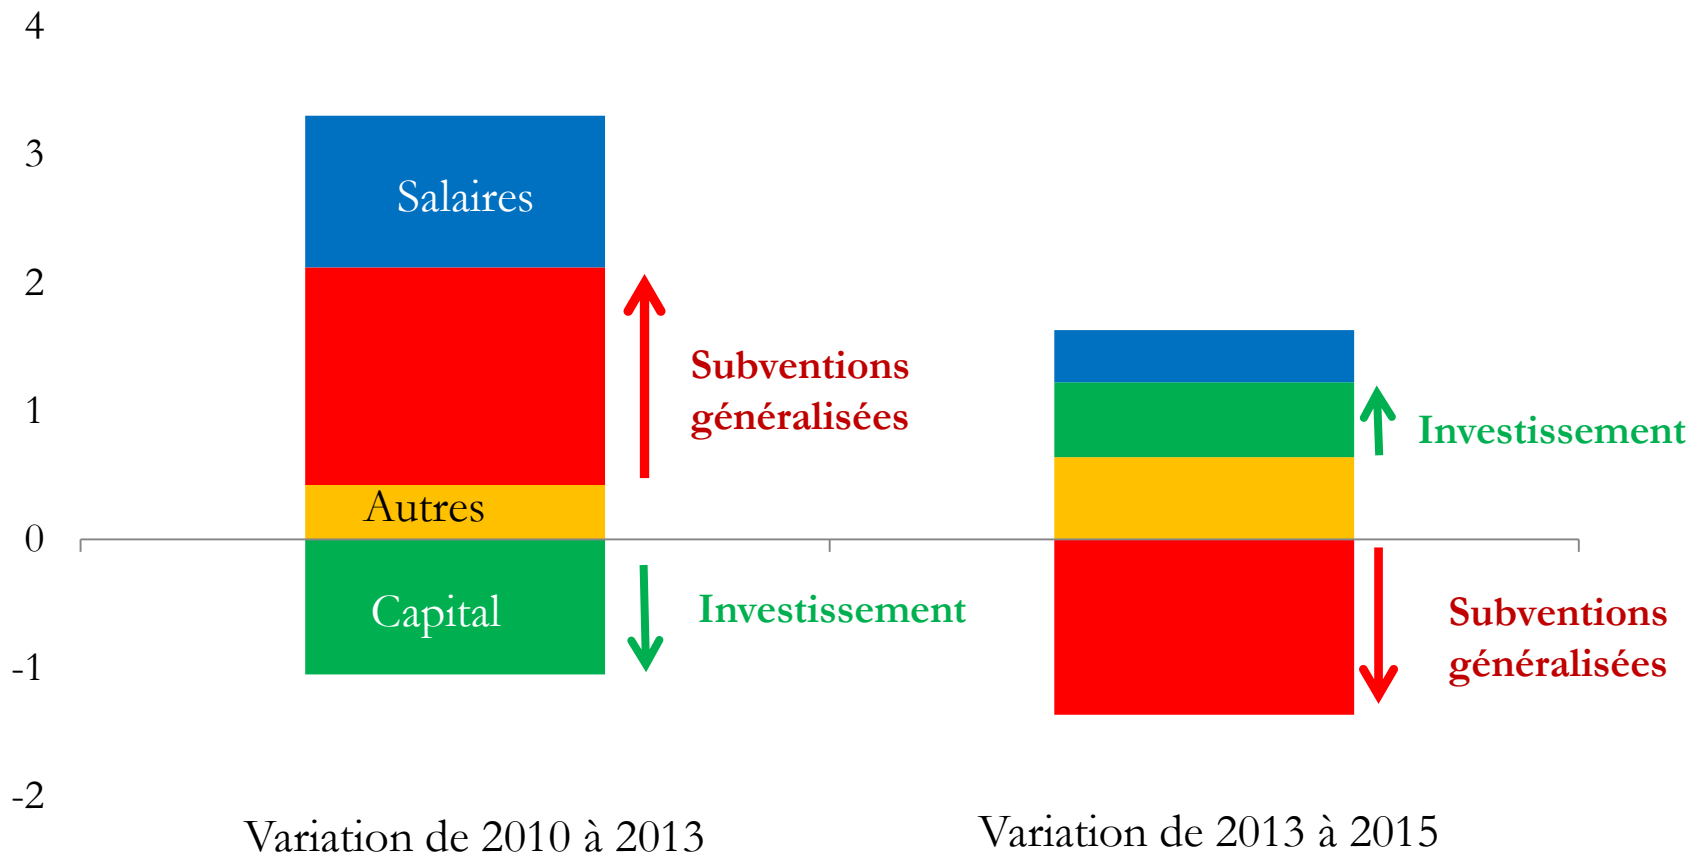 4
3
2
1
0
-1
-2
Salaires
Subventions
généralisées
Autres
Capital
Investissement
Investissement
Subventions
généralisées
Variation de 2010 à 2013
Variation de 2013 à 2015